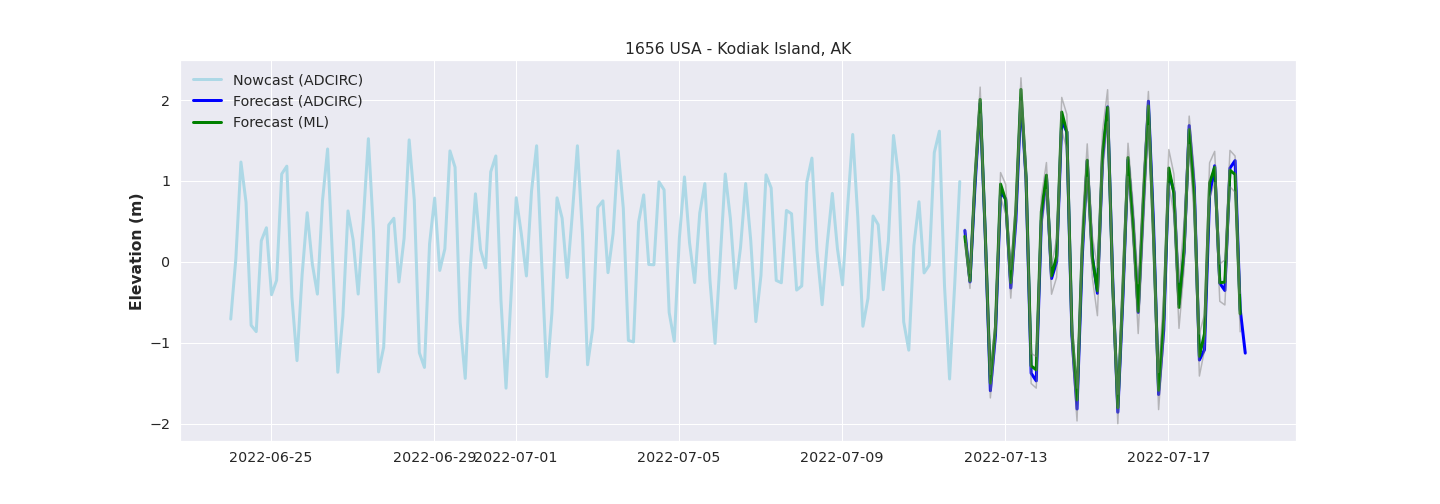 1656 USA - Kodiak Island, AK
Nowcast (ADCIRC)
Forecast (ADCIRC)
Forecast (ML)
Elevation (m)
2
1
0
−1
−2
2022-06-25
2022-06-29
2022-07-01
2022-07-05
2022-07-09
2022-07-13
2022-07-17